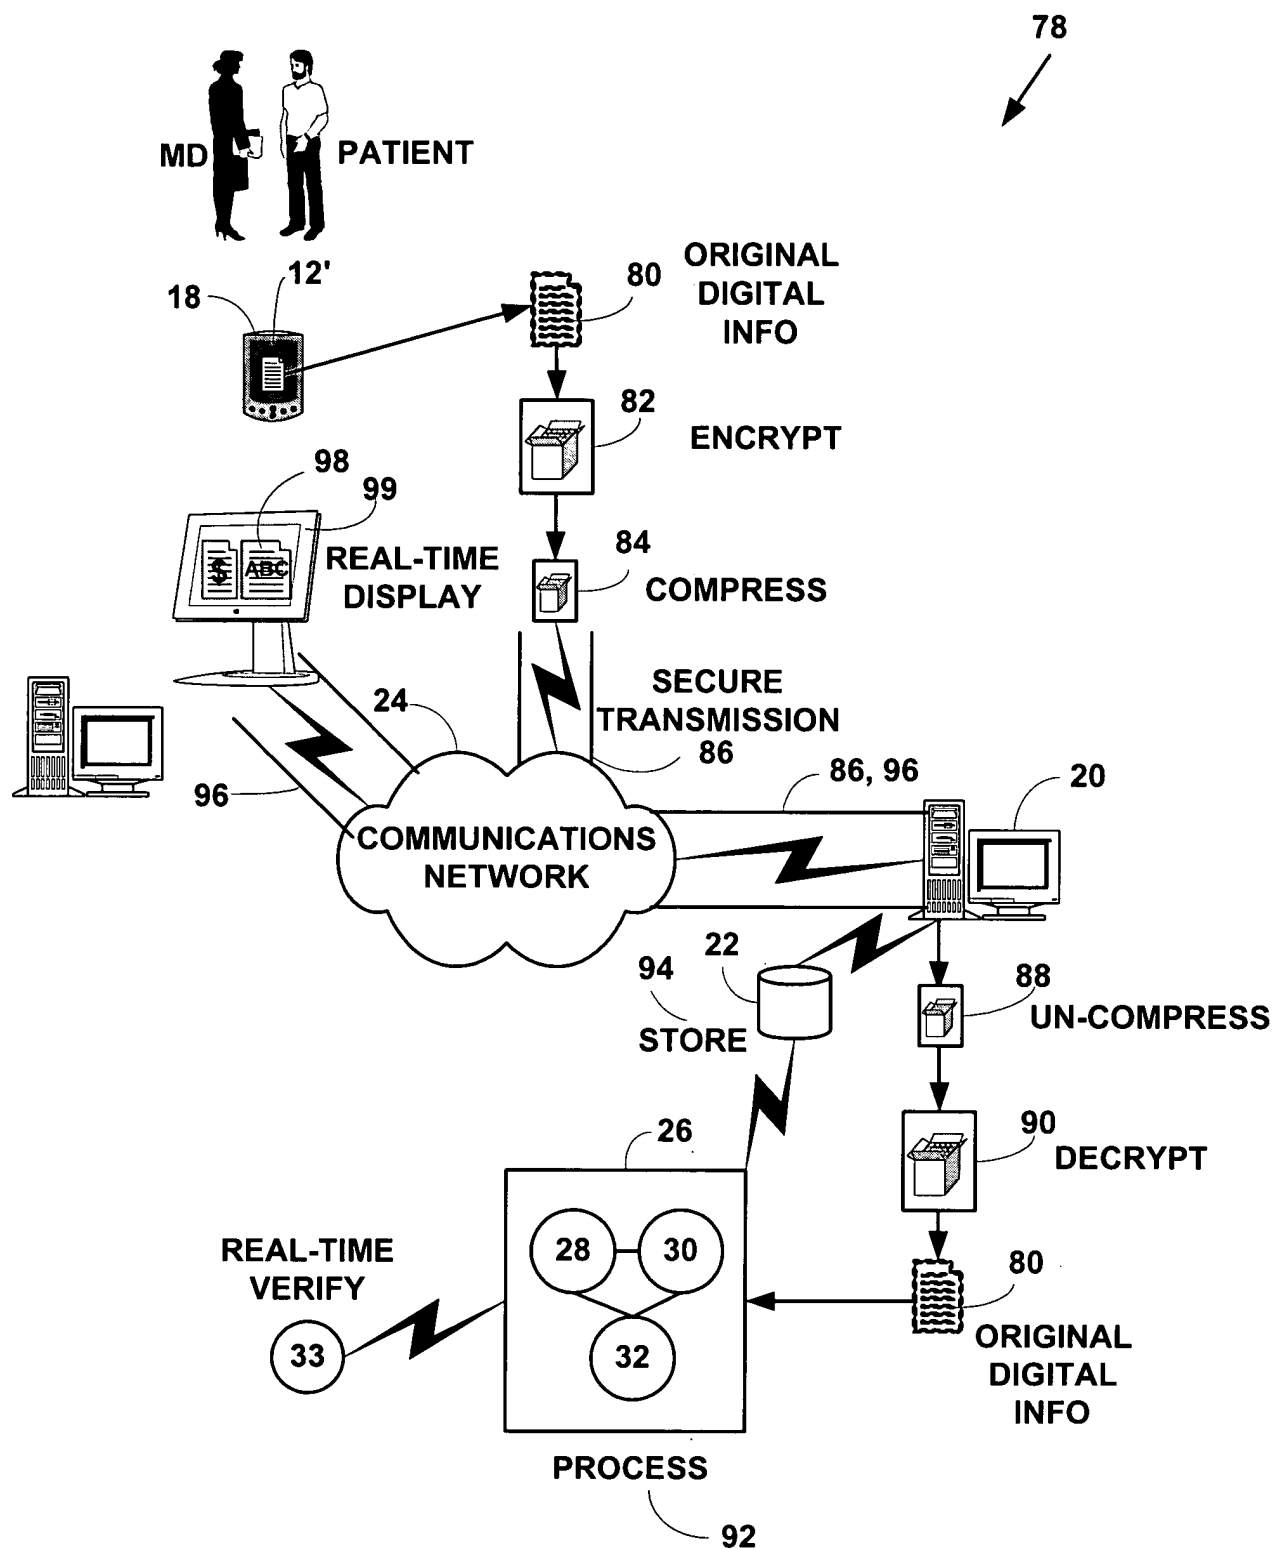 78
MD
PATIENT
12'
18
80
ORIGINAL
DIGITAL
INFO
82
ENCRYPT
98
99
$
ABC
REAL-TIME
DISPLAY
84
COMPRESS
SECURE
TRANSMISSION
24
86
96
86, 96
20
COMMUNICATIONS
NETWORK
22
94
STORE
88
UN-COMPRESS
26
90
DECRYPT
28
30
32
REAL-TIME
VERIFY
33
80
ORIGINAL
DIGITAL
INFO
PROCESS
92